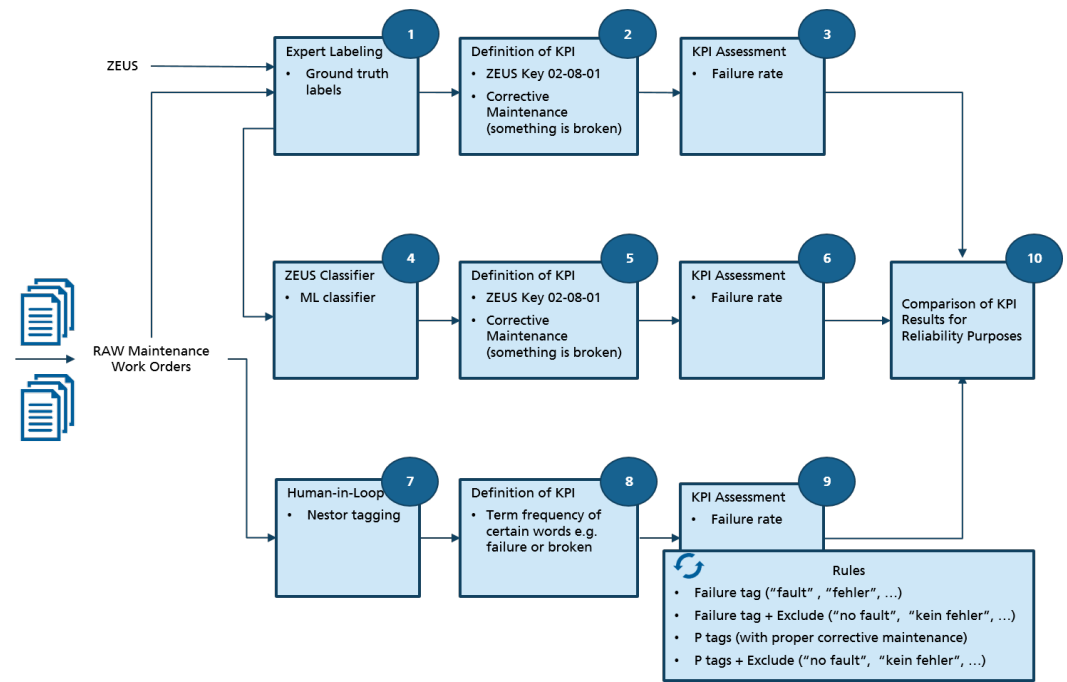 ZEUS
1
Expert Labeling
• Ground truth
labels
2
Definition of KPI
• ZEUS Key 02-08-01
• Corrective
Maintenance
(something is broken)
3
KPI Assessment
• Failure rate
4
ZEUS Classifier
• ML classifier
5
Definition of KPI
• ZEUS Key 02-08-01
• Corrective
Maintenance
(something is broken)
6
KPI Assessment
• Failure rate
10
Comparison of KPI
Results for
Reliability Purposes
RAW Maintenance
Work Orders
7
Human-in-Loop
• Nestor tagging
8
Definition of KPI
• Term frequency of
certain words e.g.
failure or broken
9
KPI Assessment
• Failure rate
Rules
• Failure tag (“fault” , “fehler”, …)
• Failure tag + Exclude (“no fault”, “kein fehler”, …)
• P tags (with proper corrective maintenance)
• P tags + Exclude (“no fault”, “kein fehler”, …)